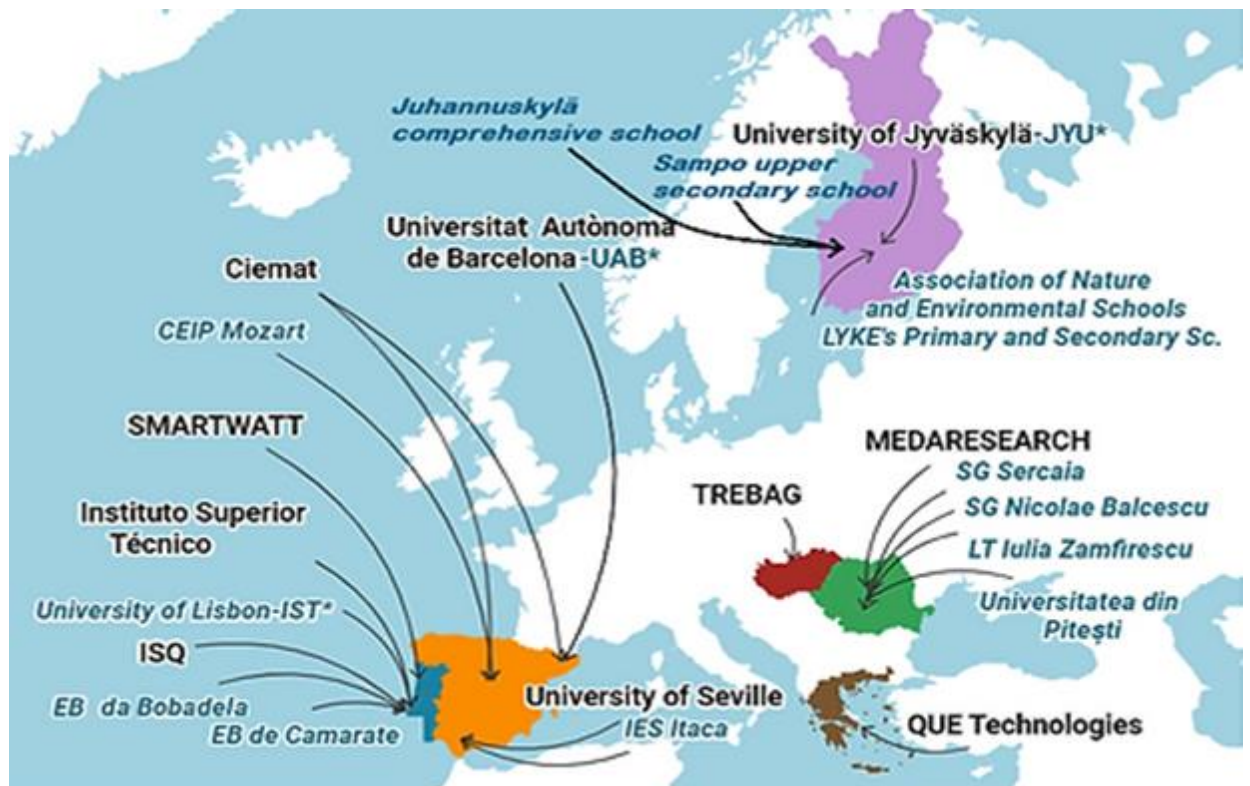 Juhannuskylä
comprehensive school
University of Jyväskylä-JYU*
Sampo upper
secondary school
Universitat Autònoma
de Barcelona-UAB*
Ciemat
Association of Nature
and Environmental Schools
LYKE's Primary and Secondary Sc.
CEIP Mozart
SMARTWATT
MEDARESEARCH
SG Sercaia
TREBAG
SG Nicolae Balcescu
Instituto Superior
Técnico
LT Iulia Zamfirescu
University of Lisbon-IST*
Universitatea din
Pitești
ISQ
EB da Bobadela
EB de Camarate
University of Seville
IES Itaca
QUE Technologies